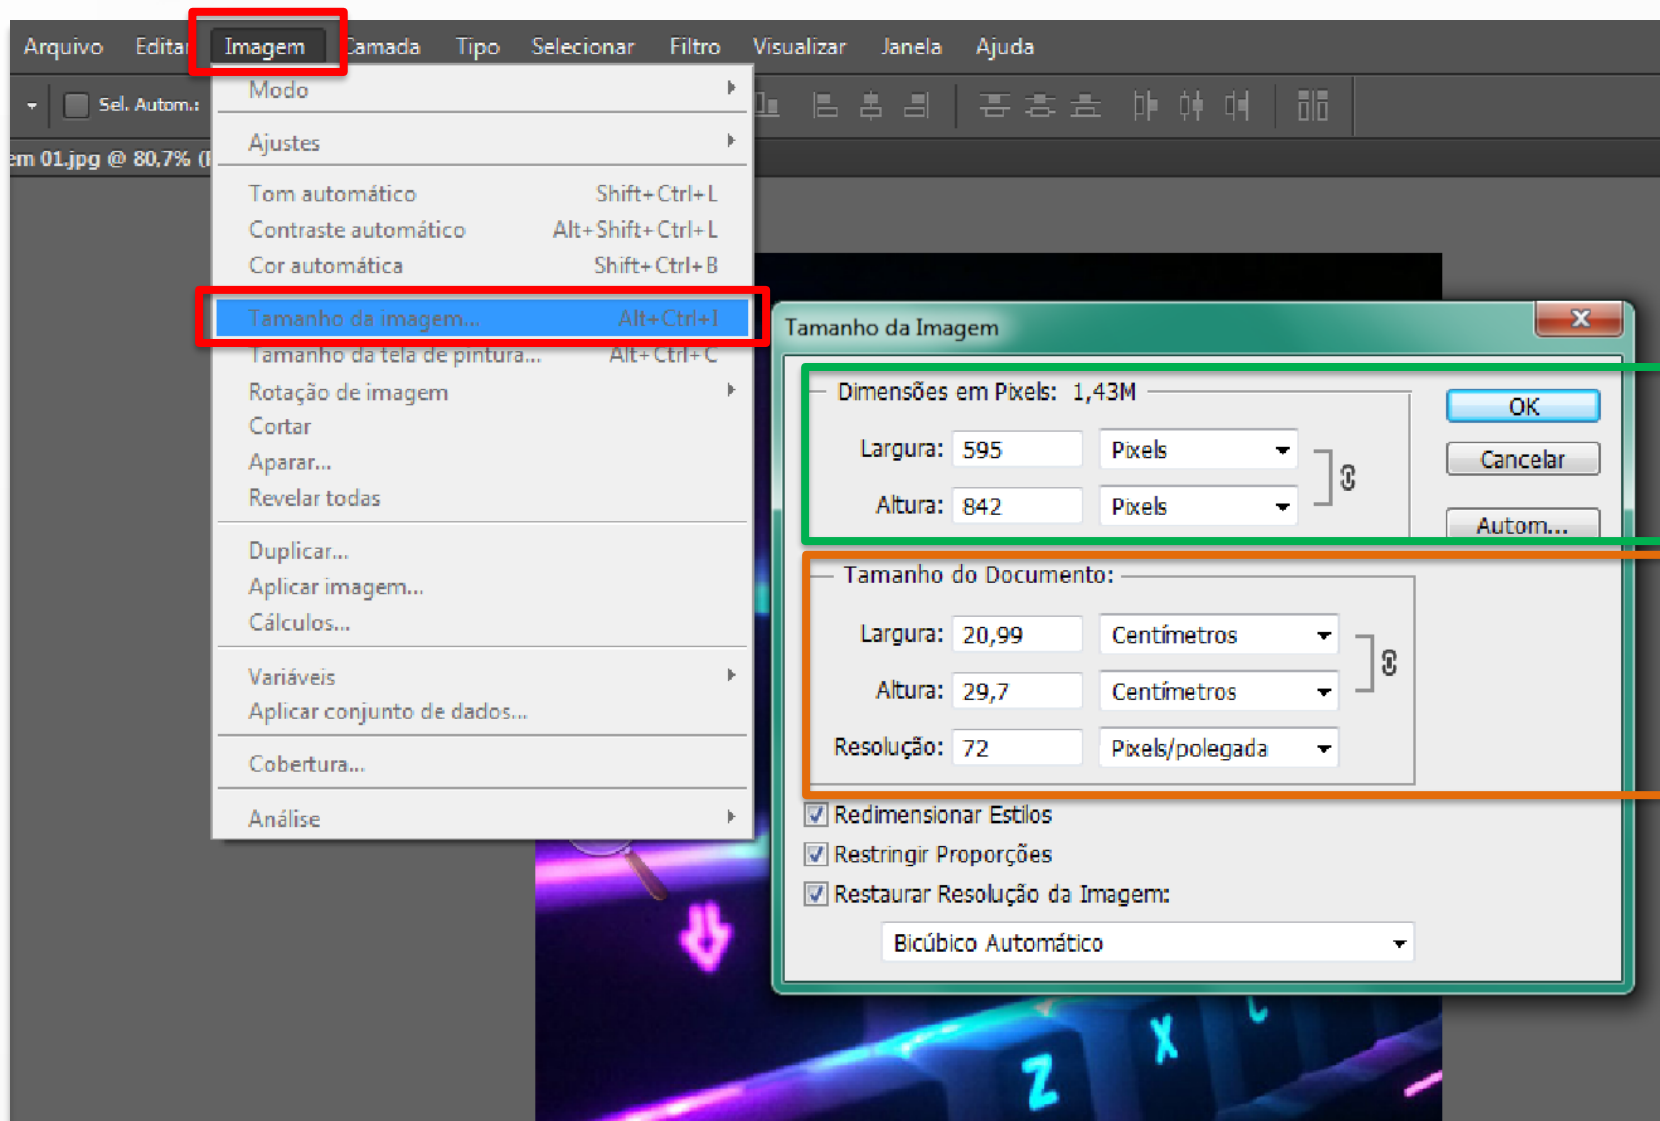 Arquivo Editar Imagem Camada Tipo Selecionar Filtro Visualizar Janela Ajuda
Sel. Autom.:
em 01.jpg @ 80,7% (
Modo
Ajustes
Tom automático Shift+Ctrl+L
Contraste automático Alt+Shift+Ctrl+L
Cor automática Shift+Ctrl+B
Tamanho da imagem... Alt+Ctrl+I
Tamanho da tela de pintura... Alt+Ctrl+C
Rotação de imagem
Cortar
Aparar...
Revelar todas
Duplicar...
Aplicar imagem...
Cálculos...
Variáveis
Aplicar conjunto de dados...
Cobertura...
Análise
Tamanho da Imagem
Dimensões em Pixels: 1,43M
Largura: 595 Pixels
Altura: 842 Pixels
OK
Cancelar
Autom...
Tamanho do Documento:
Largura: 20,99 Centímetros
Altura: 29,7 Centímetros
Resolução: 72 Pixels/polegada
Redimensionar Estilos
Restringir Proporções
Restaurar Resolução da Imagem:
Bicúbico Automático
Z X